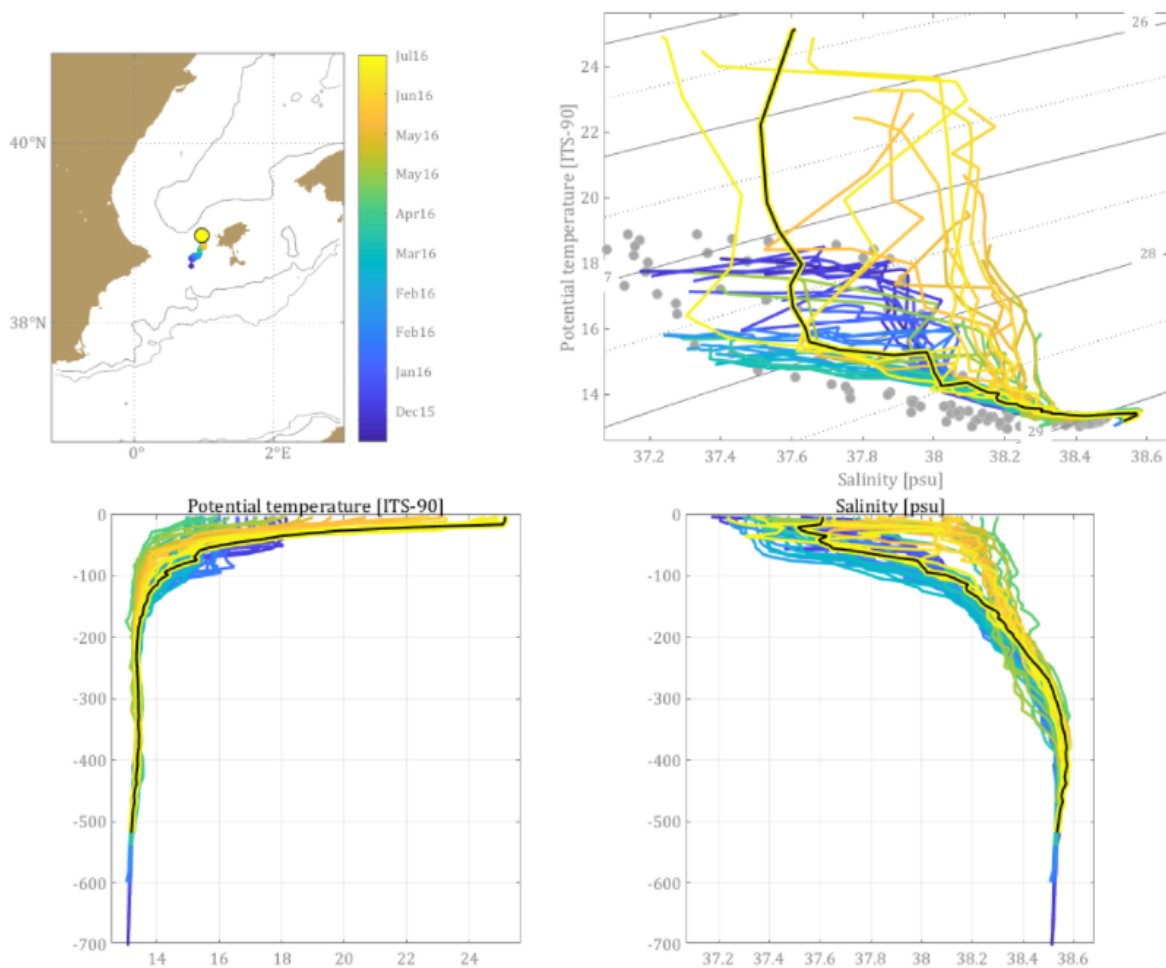 40°N
38°N
0°
2°E
Jul16
Jun16
May16
May16
Apr16
Mar16
Feb16
Feb16
Jan16
Dec15
Potential temperature [ITS-90]
24
22
20
18
16
14
26
28
29
7
37.2
37.4
37.6
37.8
38
38.2
38.4
38.6
Salinity [psu]
Potential temperature [ITS-90]
0
-100
-200
-300
-400
-500
-600
-700
14
16
18
20
22
24
Salinity [psu]
0
-100
-200
-300
-400
-500
-600
-700
37.2
37.4
37.6
37.8
38
38.2
38.4
38.6